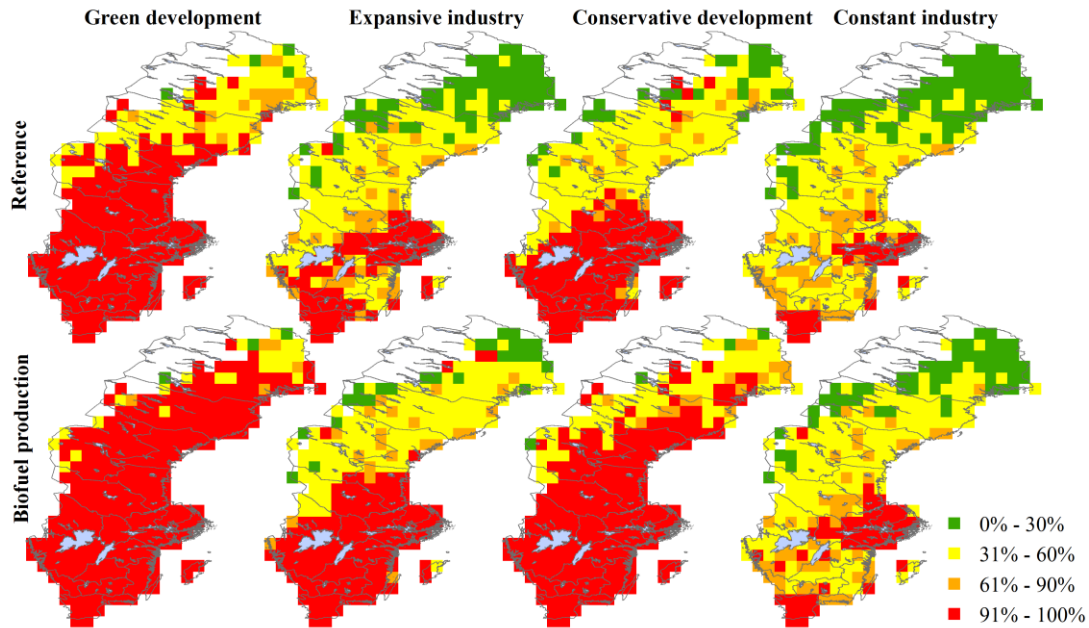 Green development
Expansive industry
Conservative development
Constant industry
Reference
Biofuel production
0% - 30%
31% - 60%
61% - 90%
91% - 100%